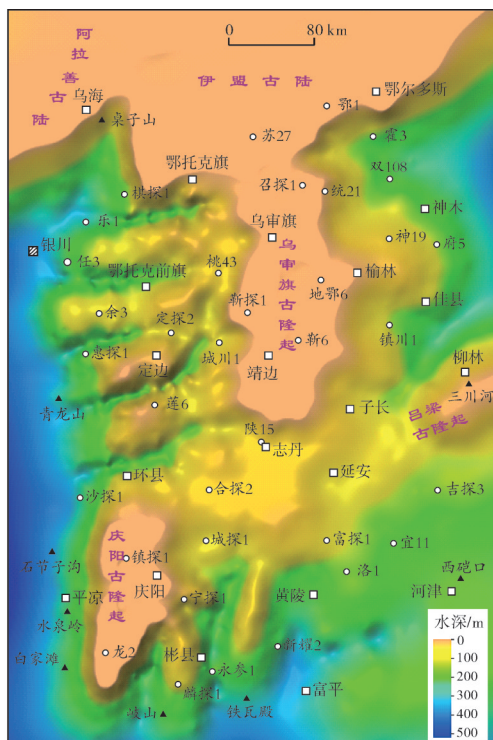 0 80 km
阿拉善古陆
伊盟古陆
乌海
桌子山
鄂尔多斯
鄂1
苏27
霍3
鄂托克旗
召探1
统21
双108
棋探1
神木
乐1
乌审旗
神19
府5
银川
任3
桃43
乌审旗古隆起
榆林
鄂托克前旗
地鄂6
佳县
余3
靳探1
定探2
镇川1
忠探1
定边
城川1
靳6
靖边
柳林
三川河
青龙山
莲6
子长
吕梁古隆起
陕15
志丹
环县
延安
沙探1
合探2
吉探3
庆阳古隆起
城探1
富探1
宜11
石节子沟
镇探1
洛1
西硙口
庆阳
平凉
宁探1
黄陵
河津
水泉岭
龙2
新耀2
白家滩
彬县
永参1
麟探1
富平
岐山
铁瓦殿
水深/m
0
100
200
300
400
500